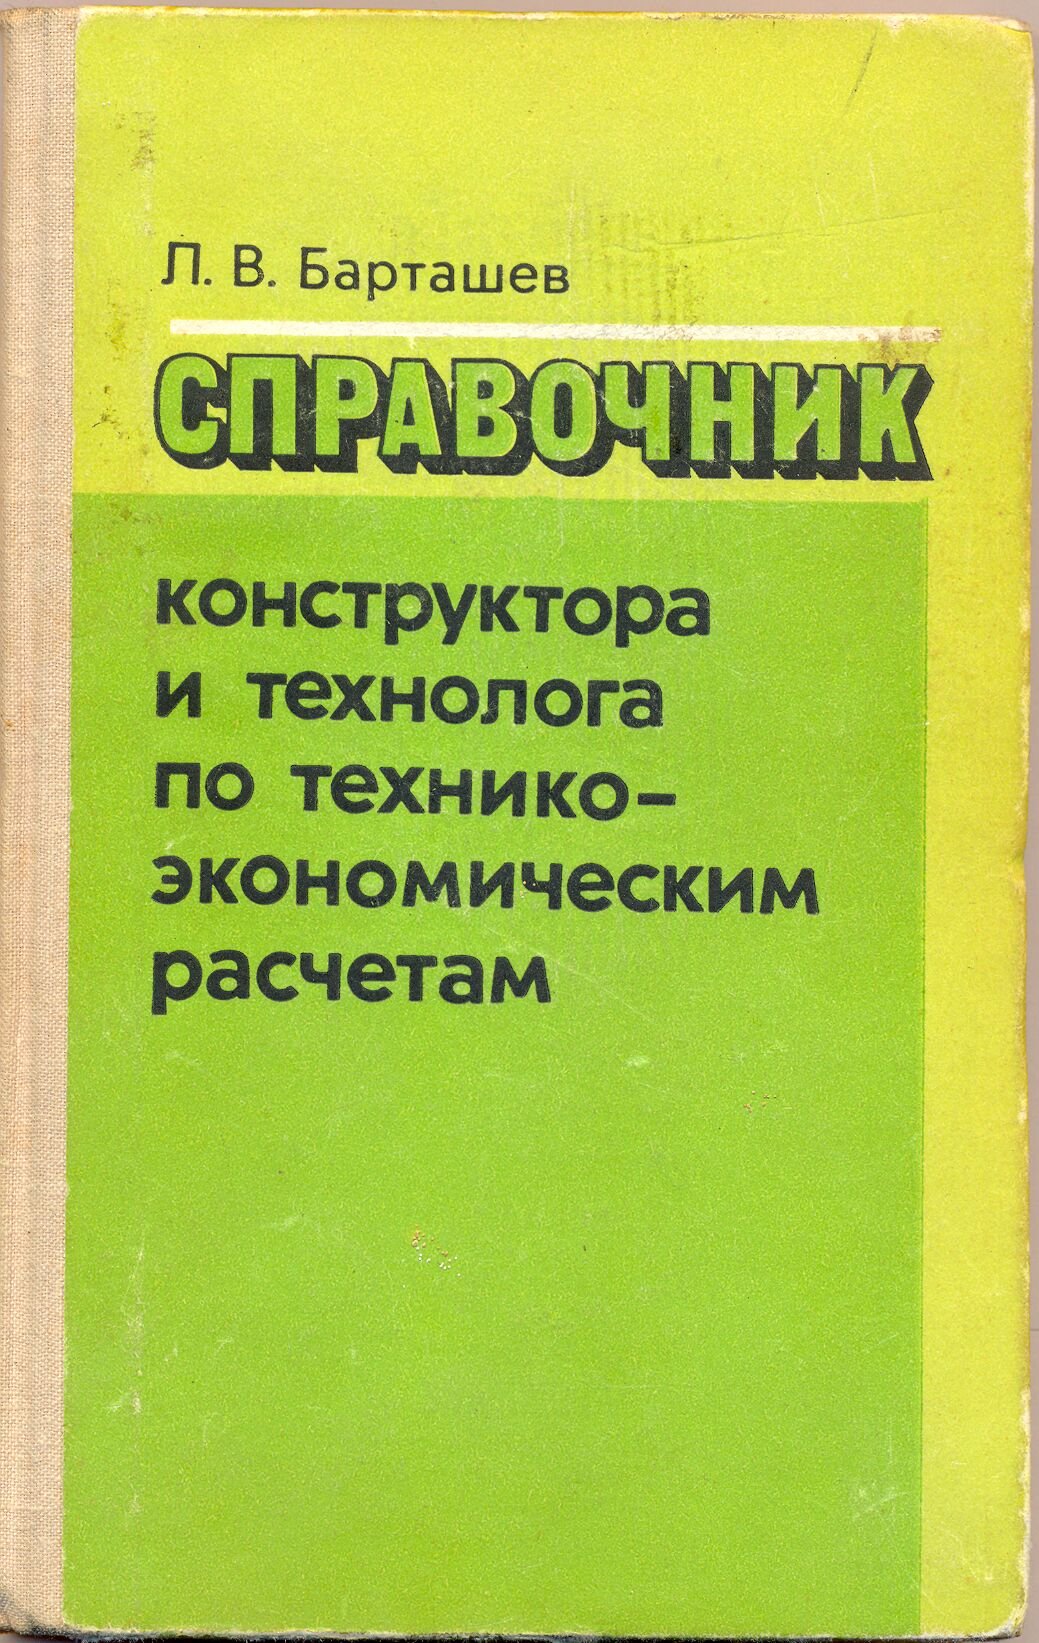 Л. В. Барташев
СПРАВОЧНИК
конструктора
и технолога
по технико-
экономическим
расчетам